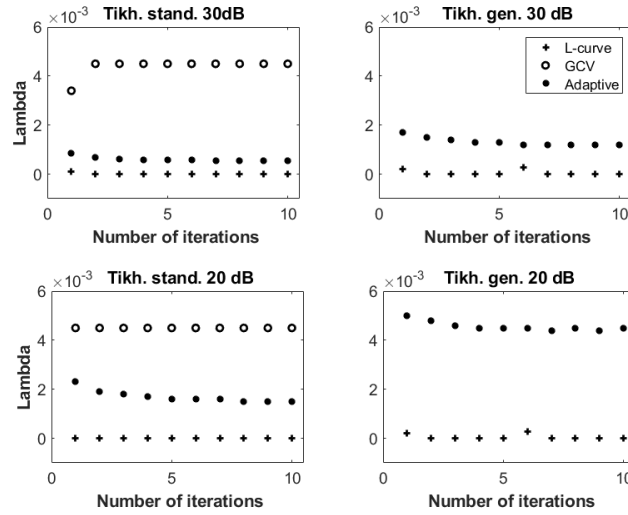 Tikh. stand. 30dB
×10-3
6
4
2
0
Lambda
0 5 10
Number of iterations
Tikh. gen. 30 dB
×10-3
6
4
2
0
0 5 10
Number of iterations
L-curve
GCV
Adaptive
Tikh. stand. 20 dB
×10-3
6
4
2
0
Lambda
0 5 10
Number of iterations
Tikh. gen. 20 dB
×10-3
6
4
2
0
0 5 10
Number of iterations